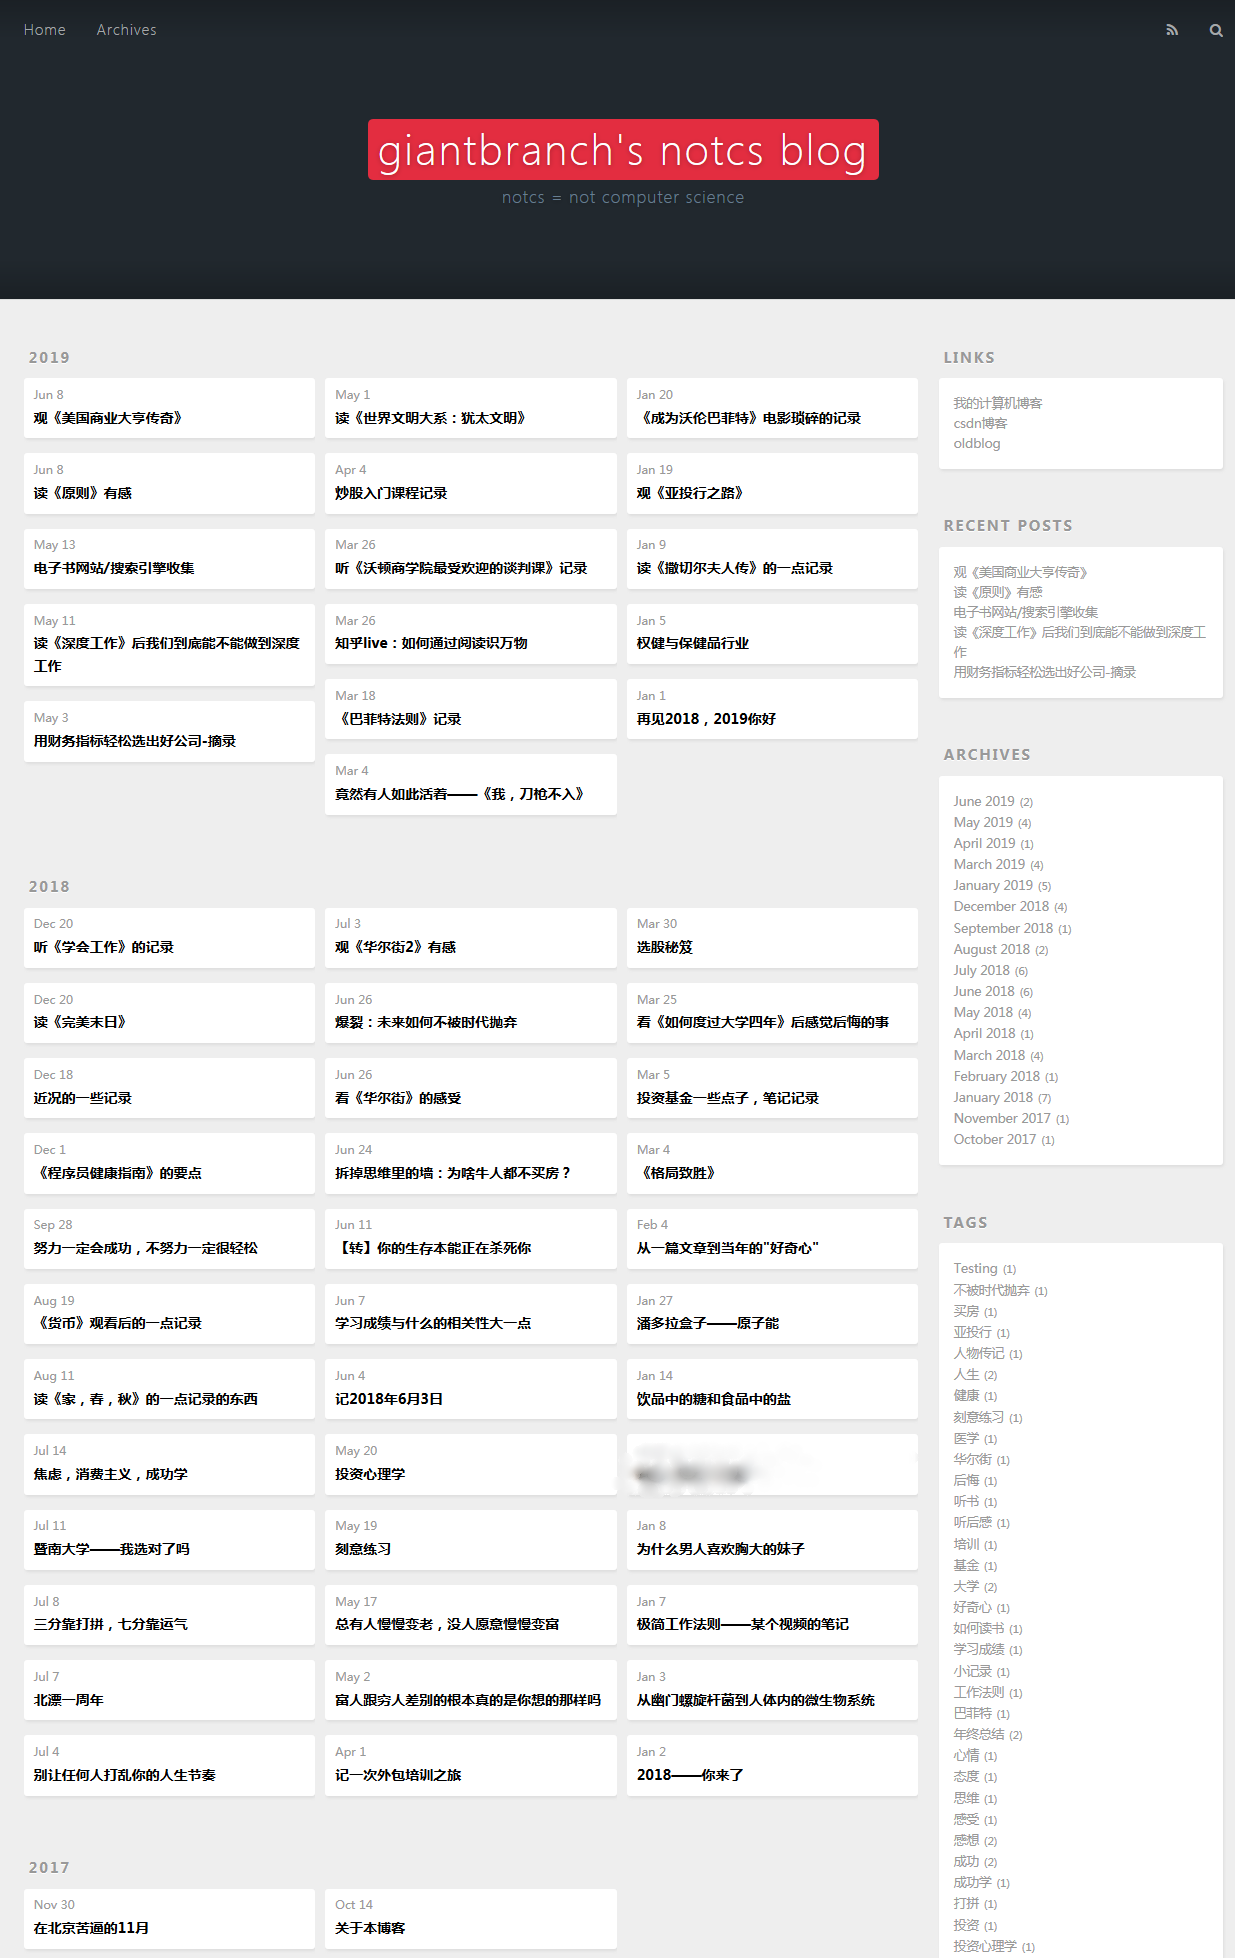 Home
Archives
giantbranch's notcs blog
notcs = not computer science
2019
Jun 8
观《美国商业大亨传奇》
Jun 8
读《原则》有感
May 13
电子书网站/搜索引擎收集
May 11
读《深度工作》后我们到底能不能做到深度
工作
May 3
用财务指标轻松选出好公司-摘录
May 1
读《世界文明大系：犹太文明》
Apr 4
炒股入门课程记录
Mar 26
听《沃顿商学院最受欢迎的谈判课》记录
Mar 26
知乎live：如何通过阅读识万物
Mar 18
《巴菲特法则》记录
Mar 4
竟然有人如此活着——《我，刀枪不入》
Jan 20
《成为沃伦巴菲特》电影琐碎的记录
Jan 19
观《亚投行之路》
Jan 9
读《撒切尔夫人传》的一点记录
Jan 5
权健与保健品行业
Jan 1
再见2018，2019你好
2018
Dec 20
听《学会工作》的记录
Dec 20
读《完美末日》
Dec 18
近况的一些记录
Dec 1
《程序员健康指南》的要点
Sep 28
努力一定会成功，不努力一定很轻松
Aug 19
《货币》观看后的一点记录
Aug 11
读《家，春，秋》的一点记录的东西
Jul 14
焦虑，消费主义，成功学
Jul 11
暨南大学——我选对了吗
Jul 8
三分靠打拼，七分靠运气
Jul 7
北漂一周年
Jul 4
别让任何人打乱你的人生节奏
Jul 3
观《华尔街2》有感
Jun 26
爆裂：未来如何不被时代抛弃
Jun 26
看《华尔街》的感受
Jun 24
拆掉思维里的墙：为啥牛人都不买房？
Jun 11
【转】你的生存本能正在杀死你
Jun 7
学习成绩与什么的相关性大一点
Jun 4
记2018年6月3日
May 20
投资心理学
May 19
刻意练习
May 17
总有人慢慢变老，没人愿意慢慢变富
May 2
富人跟穷人差别的根本真的是你想的那样吗
Apr 1
记一次外包培训之旅
Mar 30
选股秘笈
Mar 25
看《如何度过大学四年》后感觉后悔的事
Mar 5
投资基金一些点子，笔记记录
Mar 4
《格局致胜》
Feb 4
从一篇文章到当年的"好奇心"
Jan 27
潘多拉盒子——原子能
Jan 14
饮品中的糖和食品中的盐
Jan 8
为什么男人喜欢胸大的妹子
Jan 7
极简工作法则——某个视频的笔记
Jan 3
从幽门螺旋杆菌到人体内的微生物系统
Jan 2
2018——你来了
2017
Nov 30
在北京苦逼的11月
Oct 14
关于本博客
LINKS
我的计算机博客
csdn博客
oldblog
RECENT POSTS
观《美国商业大亨传奇》
读《原则》有感
电子书网站/搜索引擎收集
读《深度工作》后我们到底能不能做到深度工
作
用财务指标轻松选出好公司-摘录
ARCHIVES
June 2019 (2)
May 2019 (4)
April 2019 (1)
March 2019 (4)
January 2019 (5)
December 2018 (4)
September 2018 (1)
August 2018 (2)
July 2018 (6)
June 2018 (6)
May 2018 (4)
April 2018 (1)
March 2018 (4)
February 2018 (1)
January 2018 (7)
November 2017 (1)
October 2017 (1)
TAGS
Testing (1)
不被时代抛弃 (1)
买房 (1)
亚投行 (1)
人物传记 (1)
人生 (2)
健康 (1)
刻意练习 (1)
医学 (1)
华尔街 (1)
后悔 (1)
听书 (1)
听后感 (1)
培训 (1)
基金 (1)
大学 (2)
好奇心 (1)
如何读书 (1)
学习成绩 (1)
小记录 (1)
工作法则 (1)
巴菲特 (1)
年终总结 (2)
心情 (1)
态度 (1)
思维 (1)
感受 (1)
感想 (2)
成功 (2)
成功学 (1)
打拼 (1)
投资 (1)
投资心理学 (1)